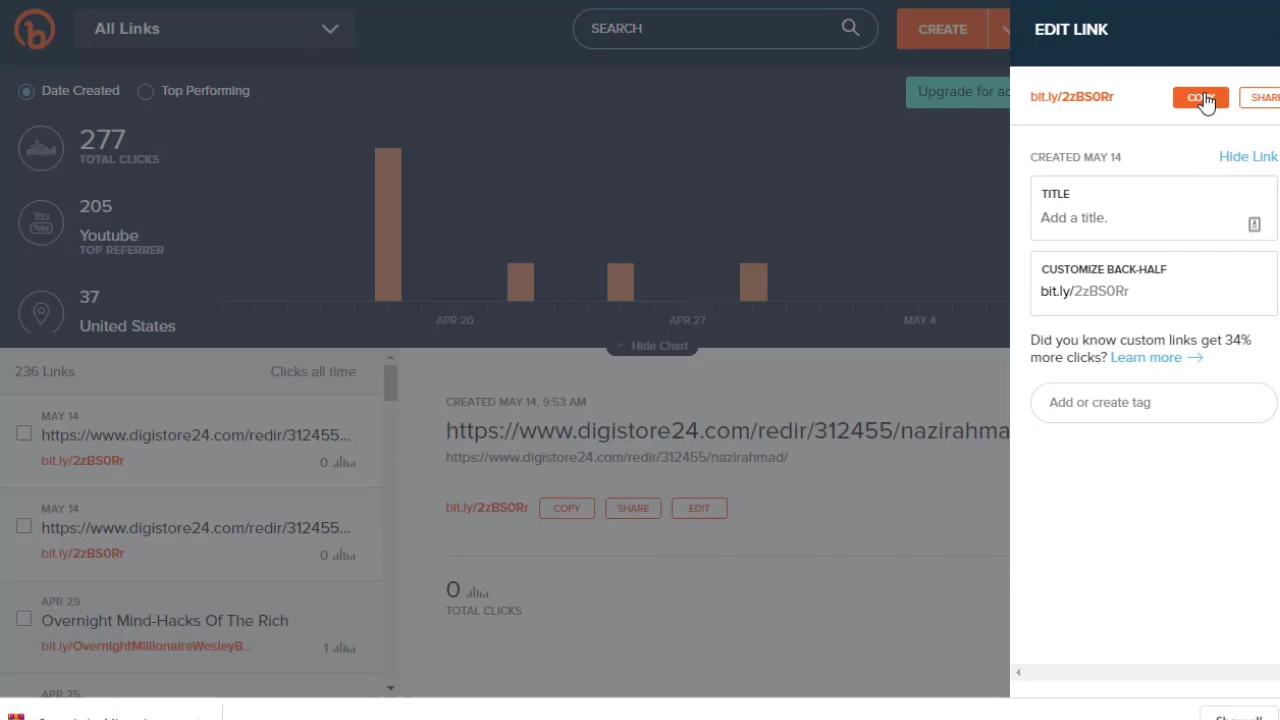 All Links
SEARCH
CREATE
EDIT LINK
Date Created
Top Performing
Upgrade for
bit.ly/2zBS0Rr
COPY
SHARE
277
TOTAL CLICKS
CREATED MAY 14
Hide Link
205
Youtube
TOP REFERRER
You
Tube
TITLE
Add a title.
CUSTOMIZE BACK-HALF
bit.ly/2zBS0Rr
37
United States
APR 20
APR 27
MAY 4
Hide Chart
Did you know custom links get 34%
more clicks? Learn more →
Add or create tag
236 Links
Clicks all time
MAY 14
https://www.digistore24.com/redir/312455...
bit.ly/2zBS0Rr
0
MAY 14
https://www.digistore24.com/redir/312455...
bit.ly/2zBS0Rr
0
APR 29
Overnight Mind-Hacks Of The Rich
bit.ly/OvernightMillionaireWesleyB...
1
APR 25
CREATED MAY 14, 9:53 AM
https://www.digistore24.com/redir/312455/nazirahma
https://www.digistore24.com/redir/312455/nazirahmad/
bit.ly/2zBS0Rr
COPY
SHARE
EDIT
0
TOTAL CLICKS
Show all